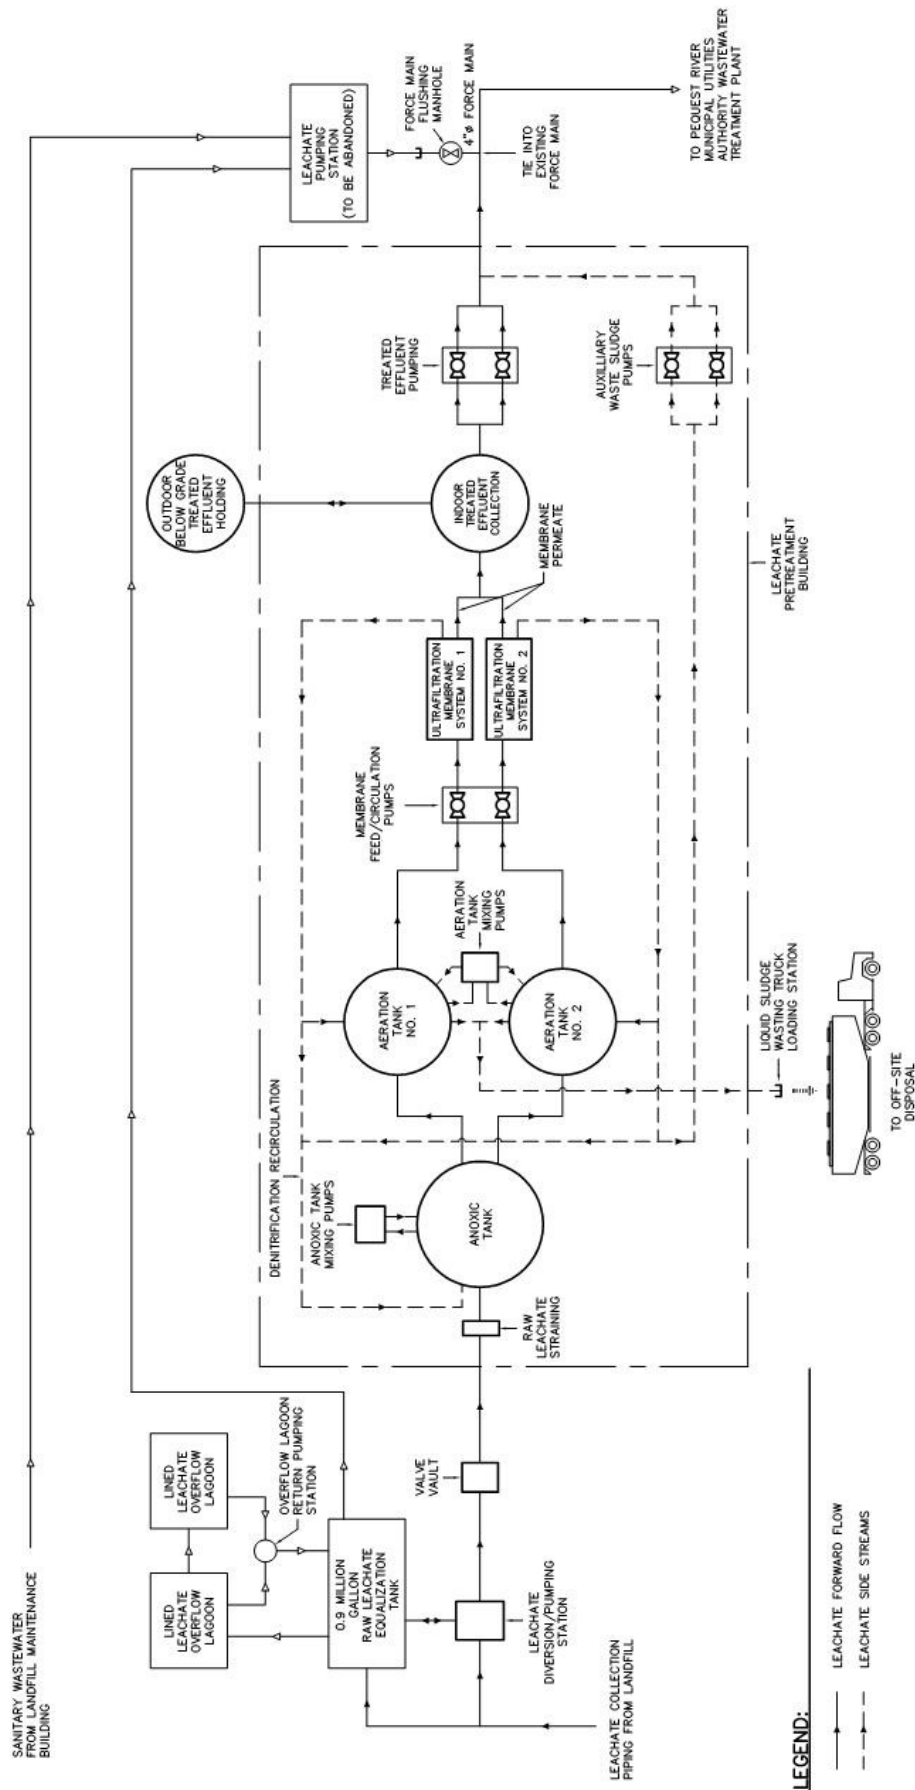 SANITARY WASTEWATER
FROM LANDFILL MAINTENANCE
BUILDING
LINED
LEACHATE
OVERFLOW
LAGOON
LINED
LEACHATE
OVERFLOW
LAGOON
OVERFLOW LAGOON
RETURN PUMPING
STATION
0.9 MILLION
GALLON
RAW LEACHATE
EQUALIZATION
TANK
LEACHATE
DIVERSION/PUMPING
STATION
LEACHATE COLLECTION
PIPING FROM LANDFILL
VALVE
VAULT
RAW
LEACHATE
STRAINING
DENITRIFICATION RECIRCULATION
ANOXIC TANK
MIXING PUMPS
ANOXIC
TANK
AERATION
TANK
NO. 1
AERATION
TANK
NO. 2
AERATION
TANK
MIXING
PUMPS
LIQUID SLUDGE
WASTING TRUCK
LOADING STATION
TO OFF-SITE
DISPOSAL
MEMBRANE
FEED/CIRCULATION
PUMPS
ULTRAFILTRATION
MEMBRANE
SYSTEM NO. 1
ULTRAFILTRATION
MEMBRANE
SYSTEM NO. 2
MEMBRANE
PERMEATE
OUTDOOR
BELOW GRADE
TREATED
EFFLUENT
HOLDING
INDOOR
TREATED
EFFLUENT
COLLECTION
LEACHATE
PRETREATMENT
BUILDING
TREATED
EFFLUENT
PUMPING
AUXILLIARY
WASTE SLUDGE
PUMPS
LEACHATE
PUMPING
STATION
(TO BE ABANDONED)
FORCE MAIN
FLUSHING
MANHOLE
4"ø FORCE MAIN
TIE INTO
EXISTING
FORCE MAIN
TO PEQUEST RIVER
MUNICIPAL UTILITIES
AUTHORITY WASTEWATER
TREATMENT PLANT
LEGEND:
LEACHATE FORWARD FLOW
LEACHATE SIDE STREAMS